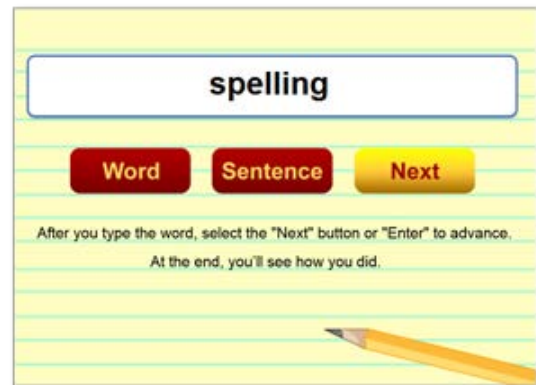 spelling
Word Sentence Next
After you type the word, select the "Next" button or "Enter" to advance.
At the end, you'll see how you did.